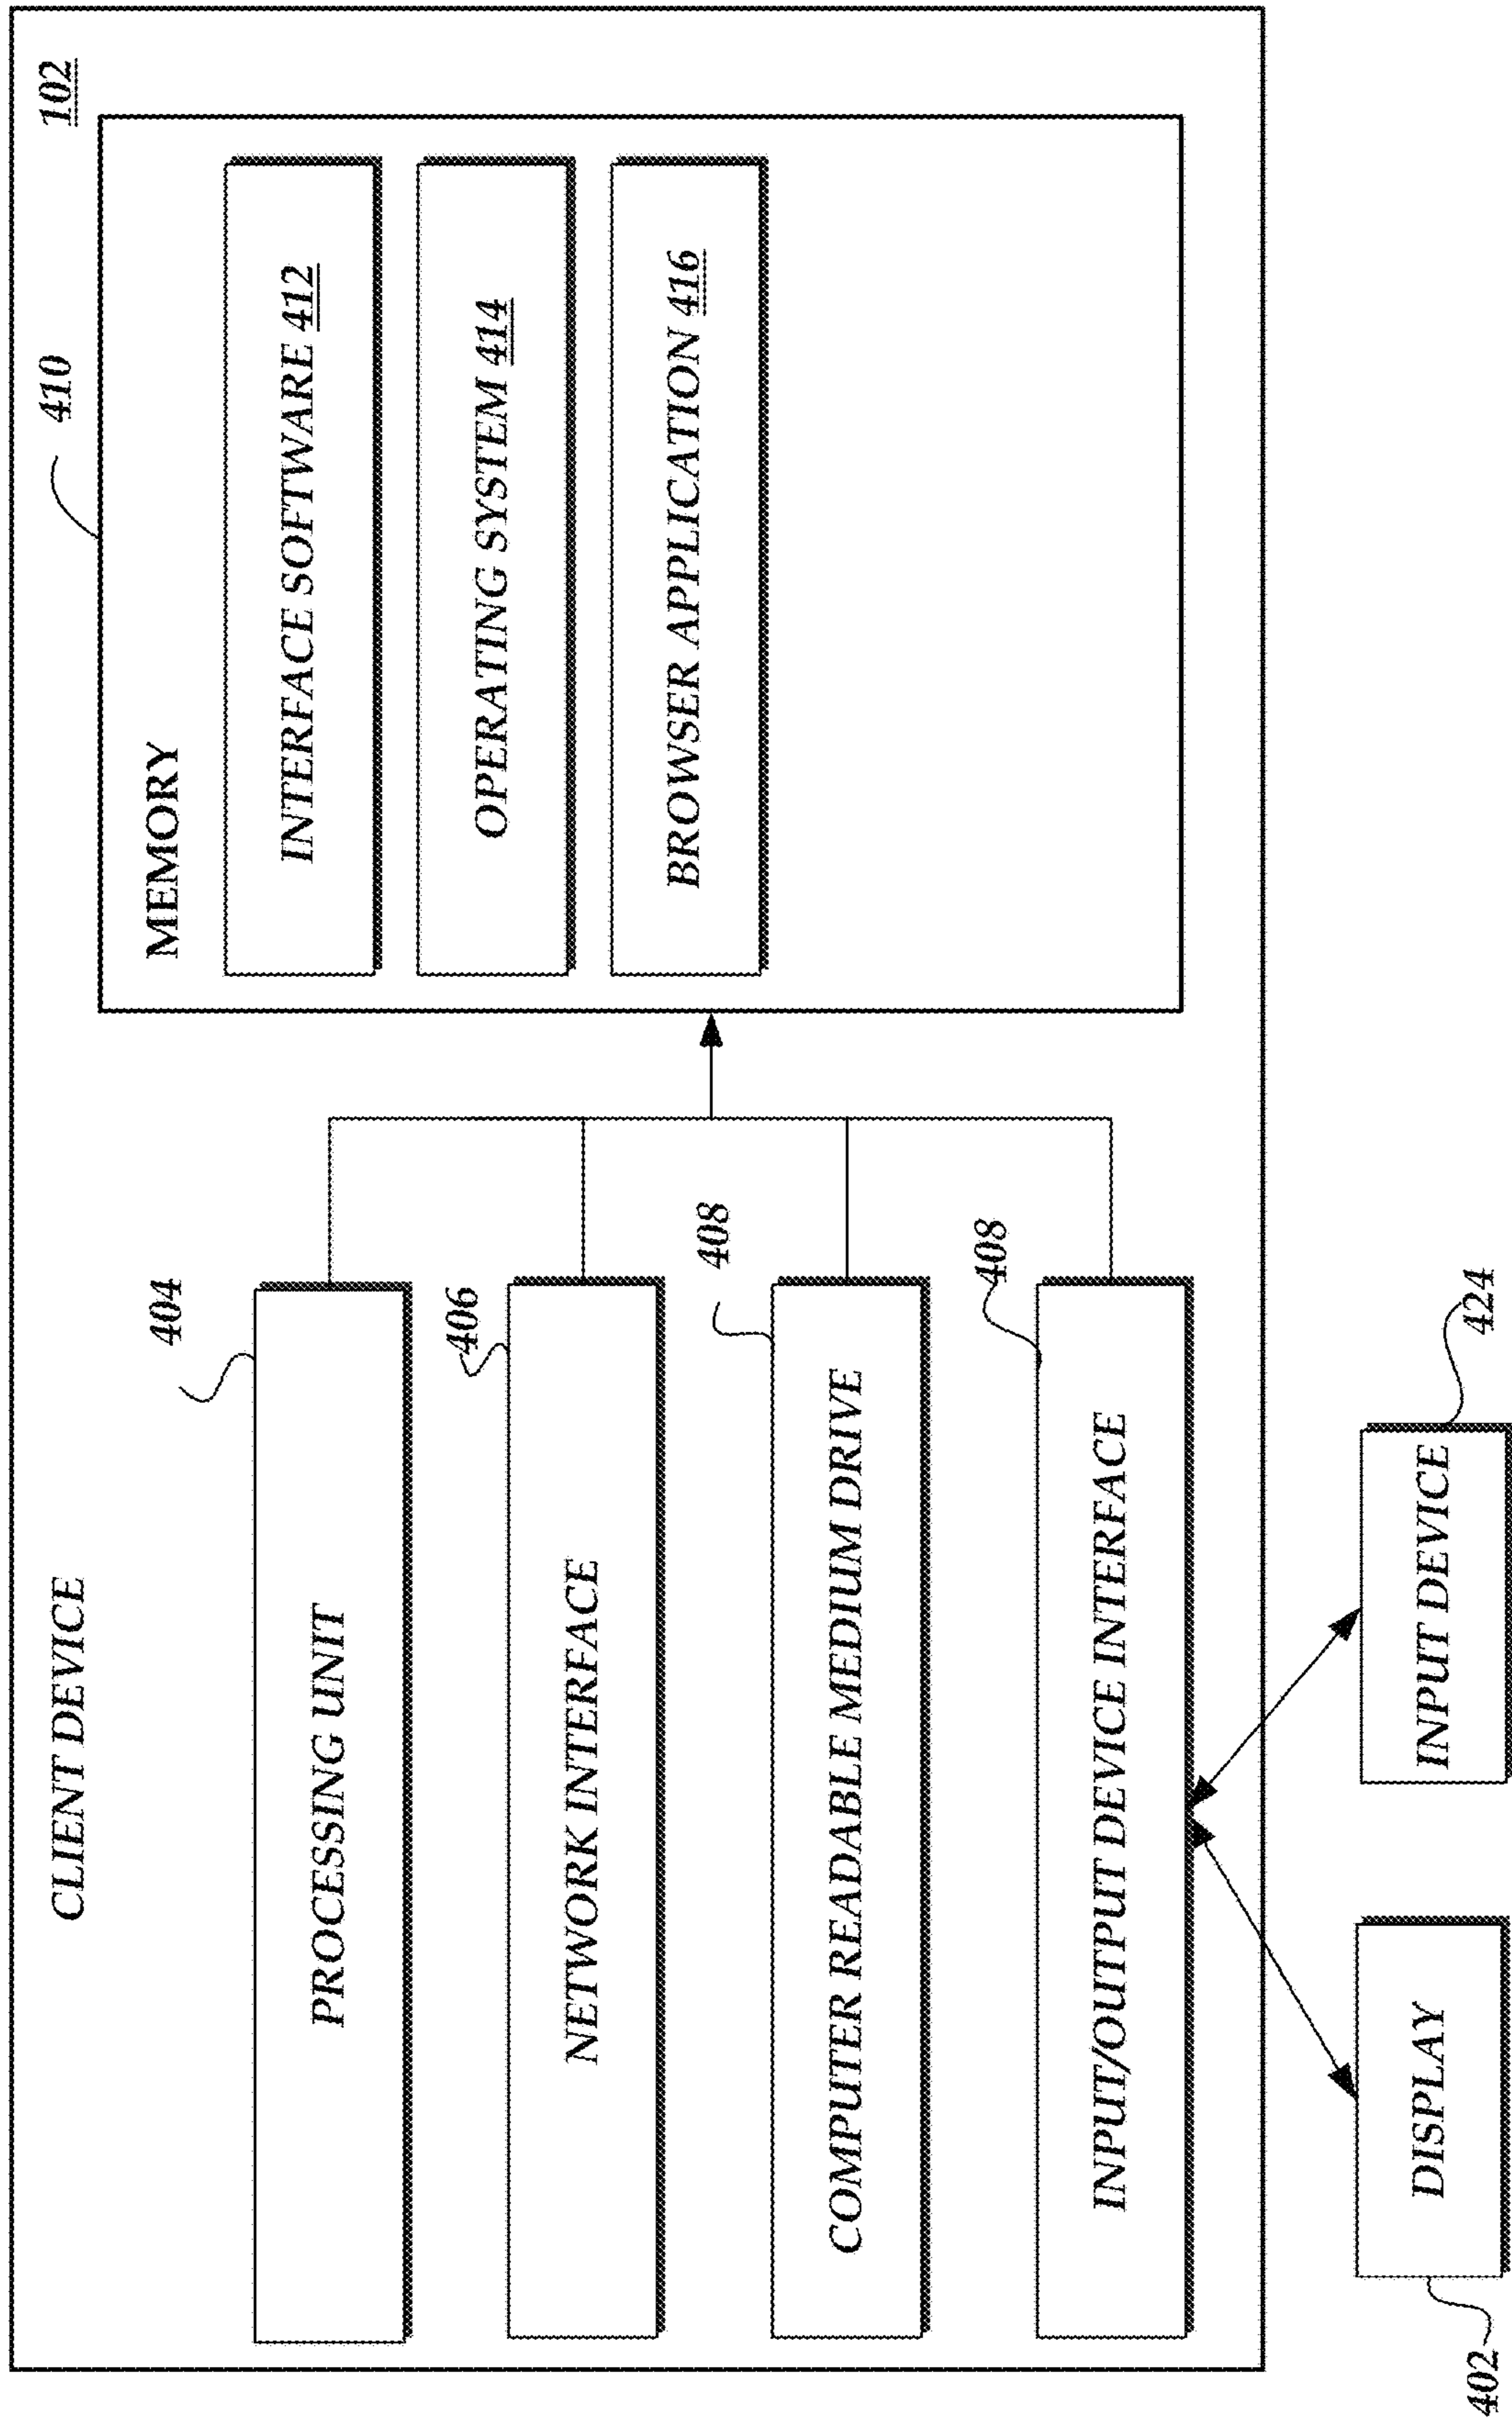 CLIENT DEVICE
102
410
MEMORY
404
PROCESSING UNIT
INTERFACE SOFTWARE 412
406
NETWORK INTERFACE
OPERATING SYSTEM 414
408
COMPUTER READABLE MEDIUM DRIVE
BROWSER APPLICATION 416
408
INPUT/OUTPUT DEVICE INTERFACE
402
DISPLAY
INPUT DEVICE
424